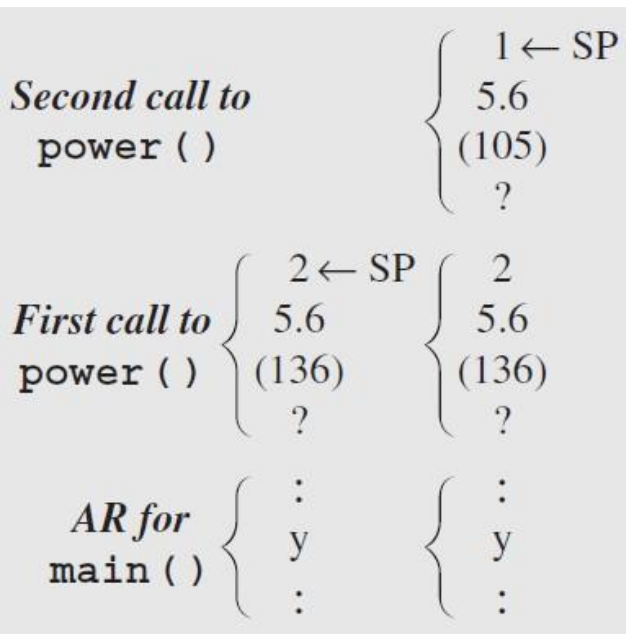 1 ← SP
Second call to 5.6
power ( ) (105)
?
2 ← SP 2
First call to 5.6 5.6
power ( ) (136) (136)
? ?
: :
AR for y y
main ( ) : :